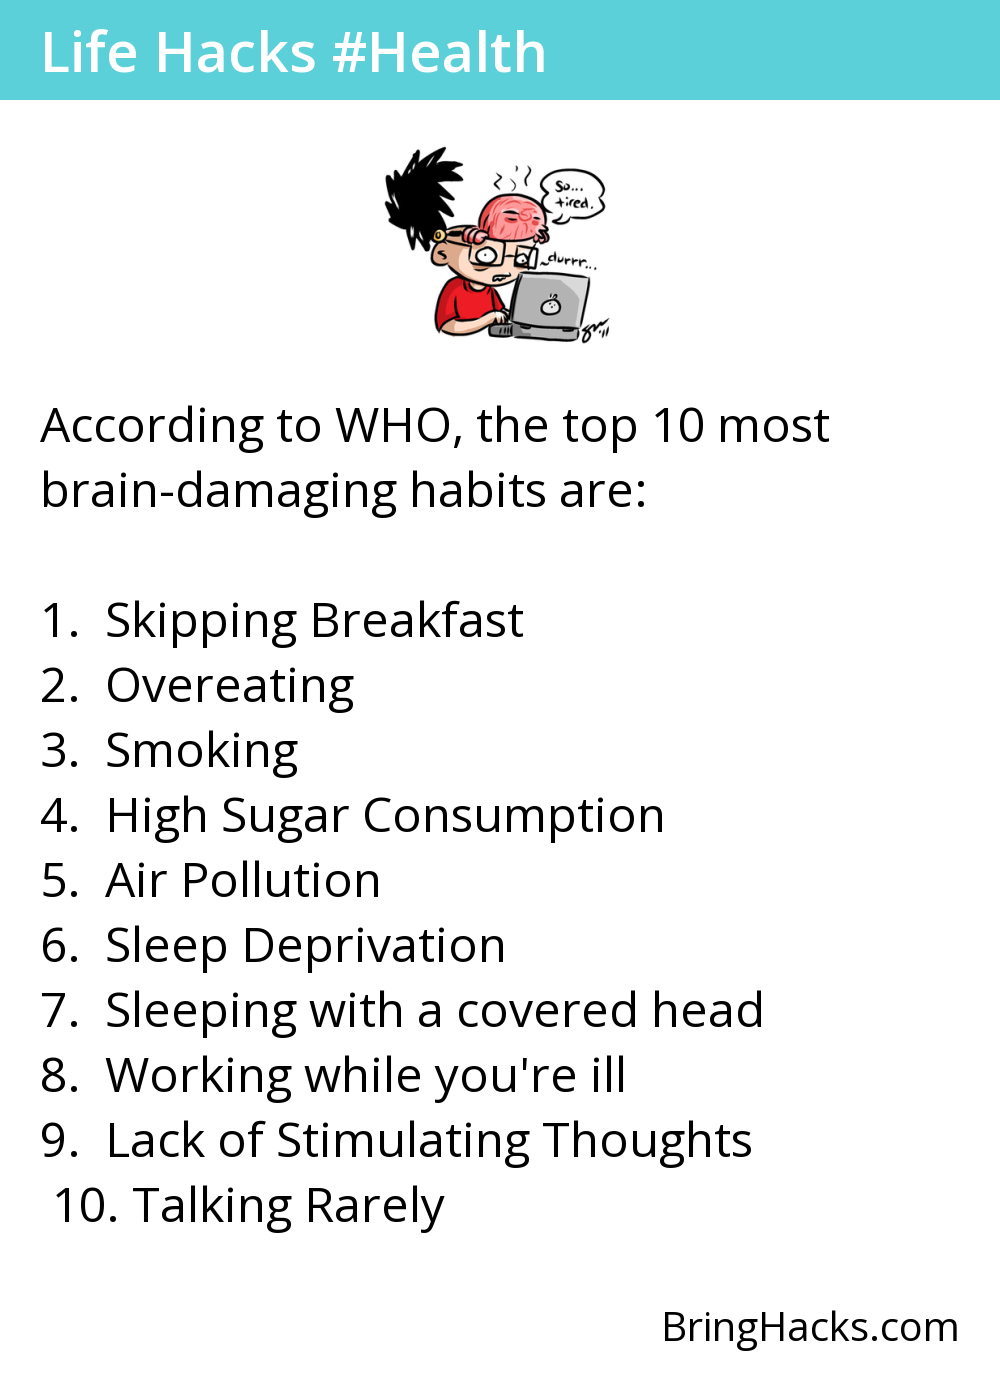 Life Hacks #Health
So...
tired.
durrr...
According to WHO, the top 10 most
brain-damaging habits are:
1. Skipping Breakfast
2. Overeating
3. Smoking
4. High Sugar Consumption
5. Air Pollution
6. Sleep Deprivation
7. Sleeping with a covered head
8. Working while you're ill
9. Lack of Stimulating Thoughts
10. Talking Rarely
BringHacks.com